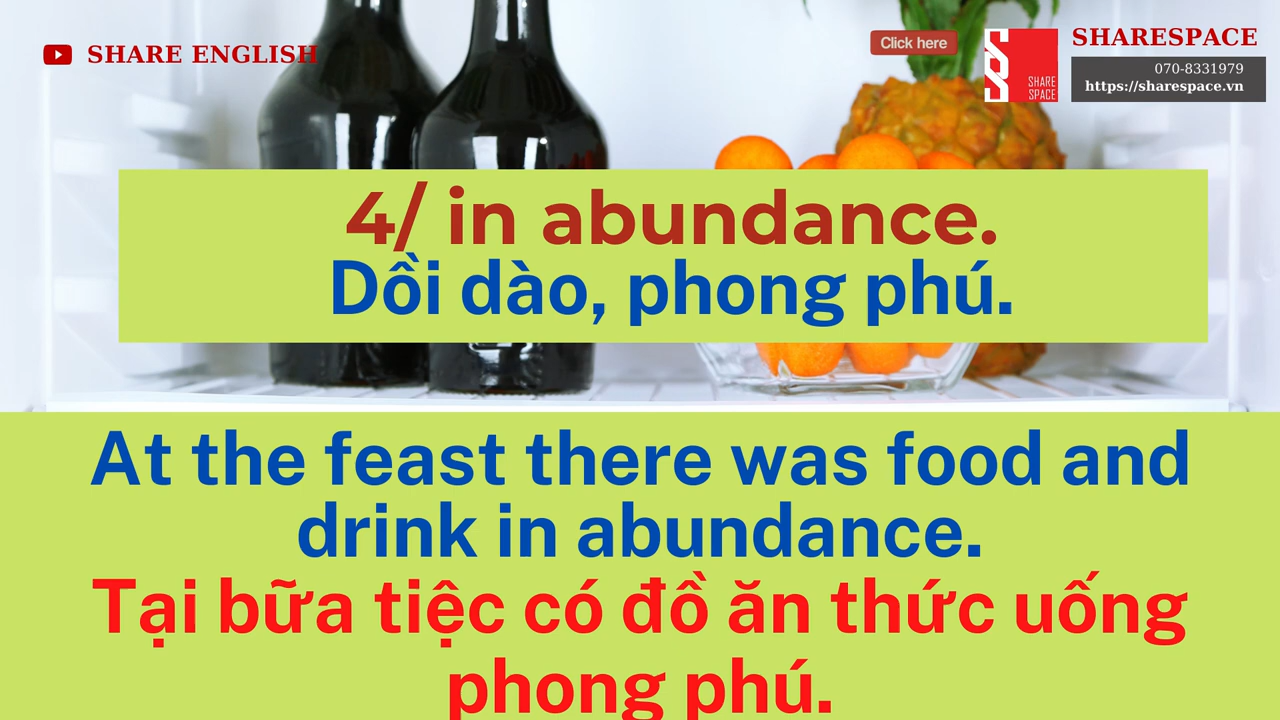 SHARE ENGLISH
Click here
SHARESPACE
SHARE
SPACE
070-8331979
https://sharespace.vn
4/ in abundance.
Dồi dào, phong phú.
At the feast there was food and
drink in abundance.
Tại bữa tiệc có đồ ăn thức uống
phong phú.